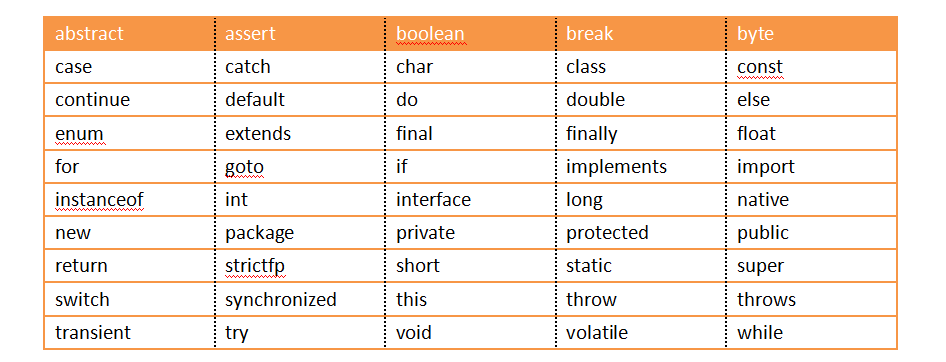 abstract assert boolean break byte
case catch char class const
continue default do double else
enum extends final finally float
for goto if implements import
instanceof int interface long native
new package private protected public
return strictfp short static super
switch synchronized this throw throws
transient try void volatile while